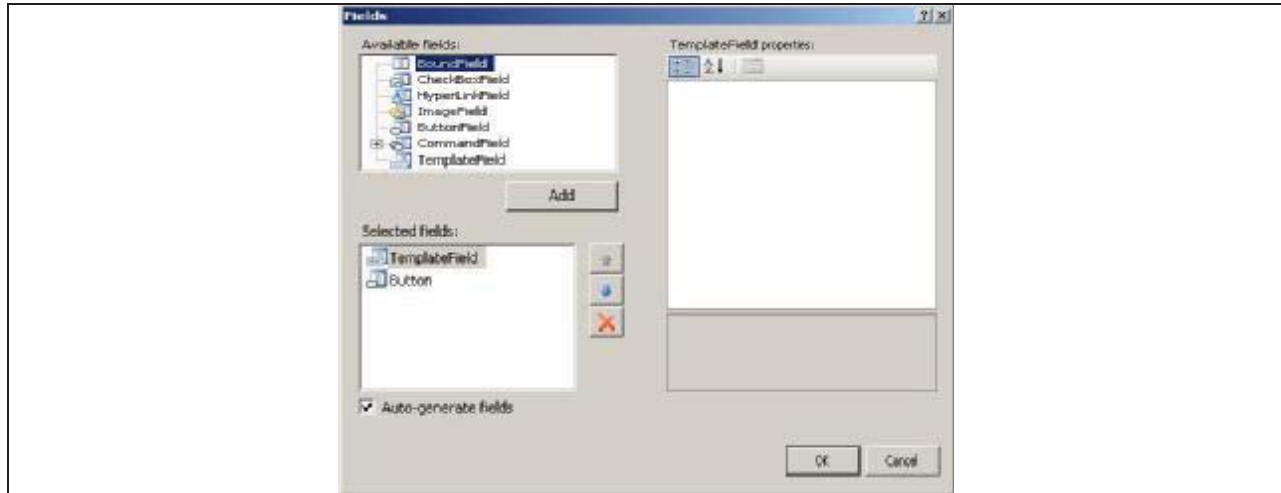 Fields
Available fields:
BoundField
CheckBoxField
HyperLinkField
ImageField
ButtonField
CommandField
TemplateField
Add
Selected fields:
TemplateField
Button
Auto-generate fields
TemplateField properties:
OK
Cancel